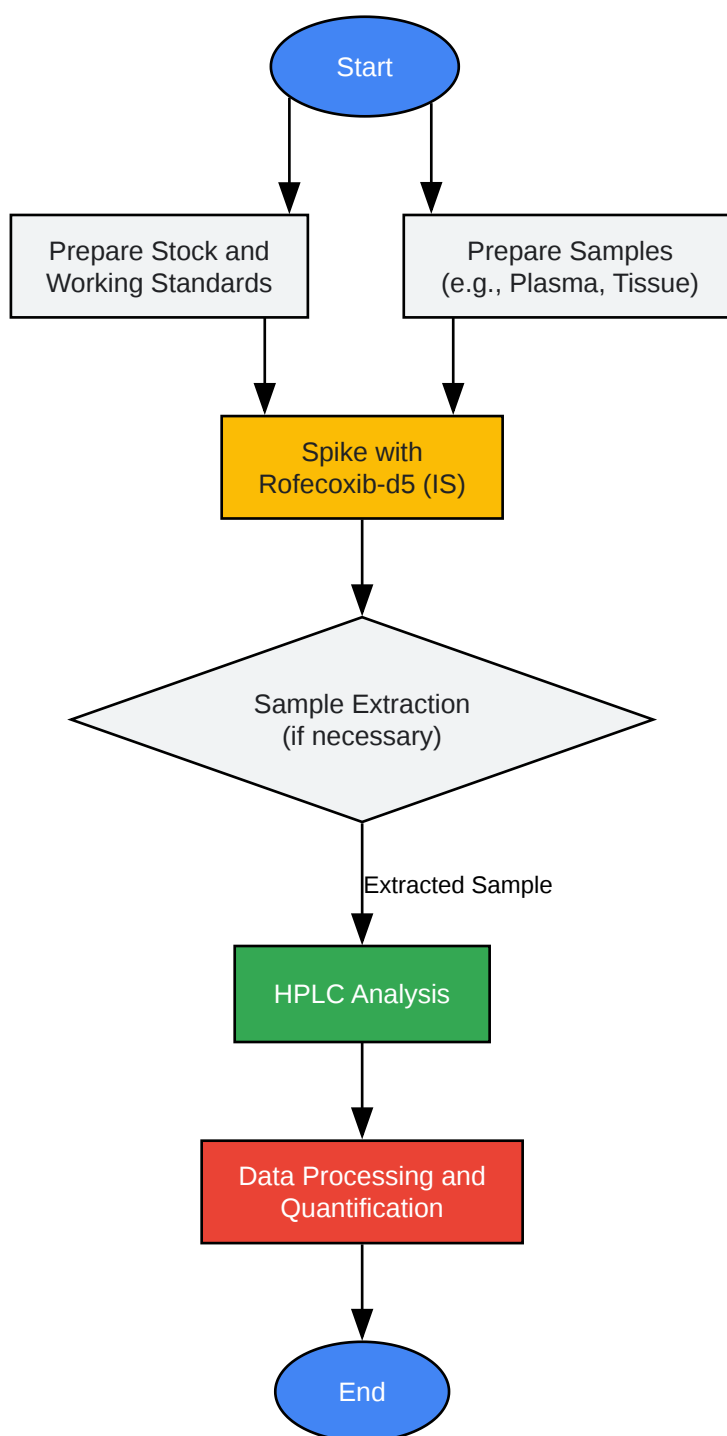 Start
Prepare Stock and
Working Standards
Prepare Samples
(e.g., Plasma, Tissue)
Spike with
Rofecoxib-d5 (IS)
Sample Extraction
(if necessary)
Extracted Sample
HPLC Analysis
Data Processing and
Quantification
End